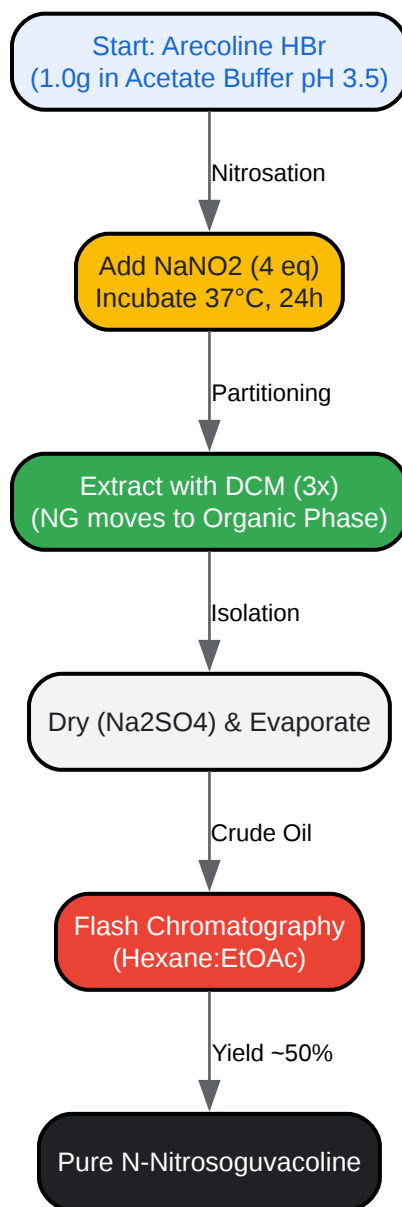 Start: Arecoline HBr
(1.0g in Acetate Buffer pH 3.5)
Nitrosation
Add NaNO2 (4 eq)
Incubate 37°C, 24h
Partitioning
Extract with DCM (3x)
(NG moves to Organic Phase)
Isolation
Dry (Na2SO4) & Evaporate
Crude Oil
Flash Chromatography
(Hexane:EtOAc)
Yield ~50%
Pure N-Nitrosoguvacoline